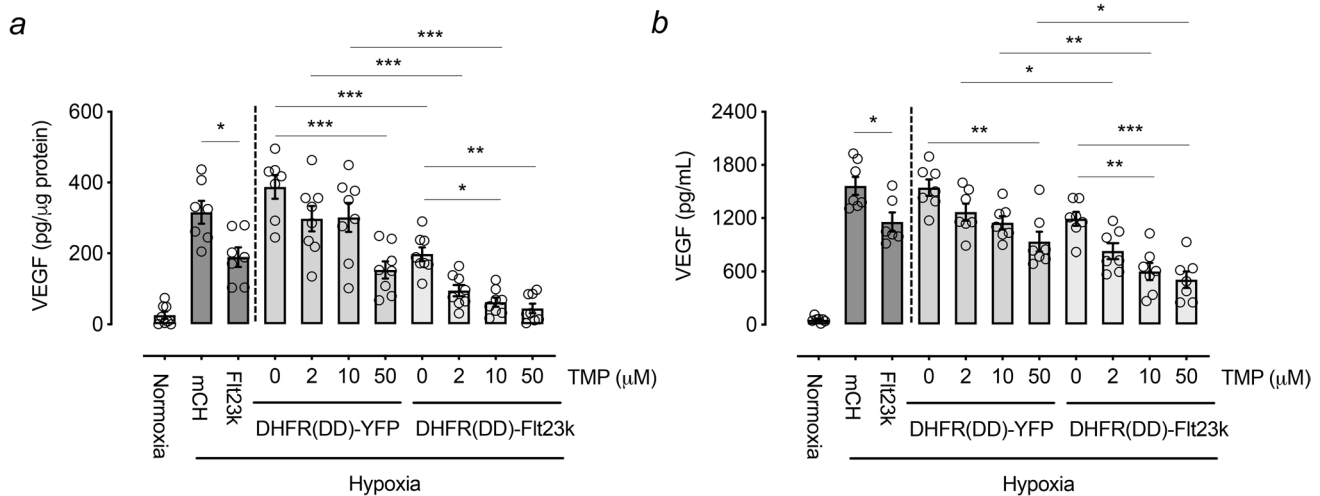 a
***
***
***
***
**
*
*
VEGF (pg/μg protein)
600
400
200
0
Normoxia
mCH
Flt23k
0 2 10 50 0 2 10 50 TMP (μM)
DHFR(DD)-YFP DHFR(DD)-Flt23k
Hypoxia
b
*
**
*
*
**
***
**
VEGF (pg/mL)
2400
1800
1200
600
0
Normoxia
mCH
Flt23k
0 2 10 50 0 2 10 50 TMP (μM)
DHFR(DD)-YFP DHFR(DD)-Flt23k
Hypoxia